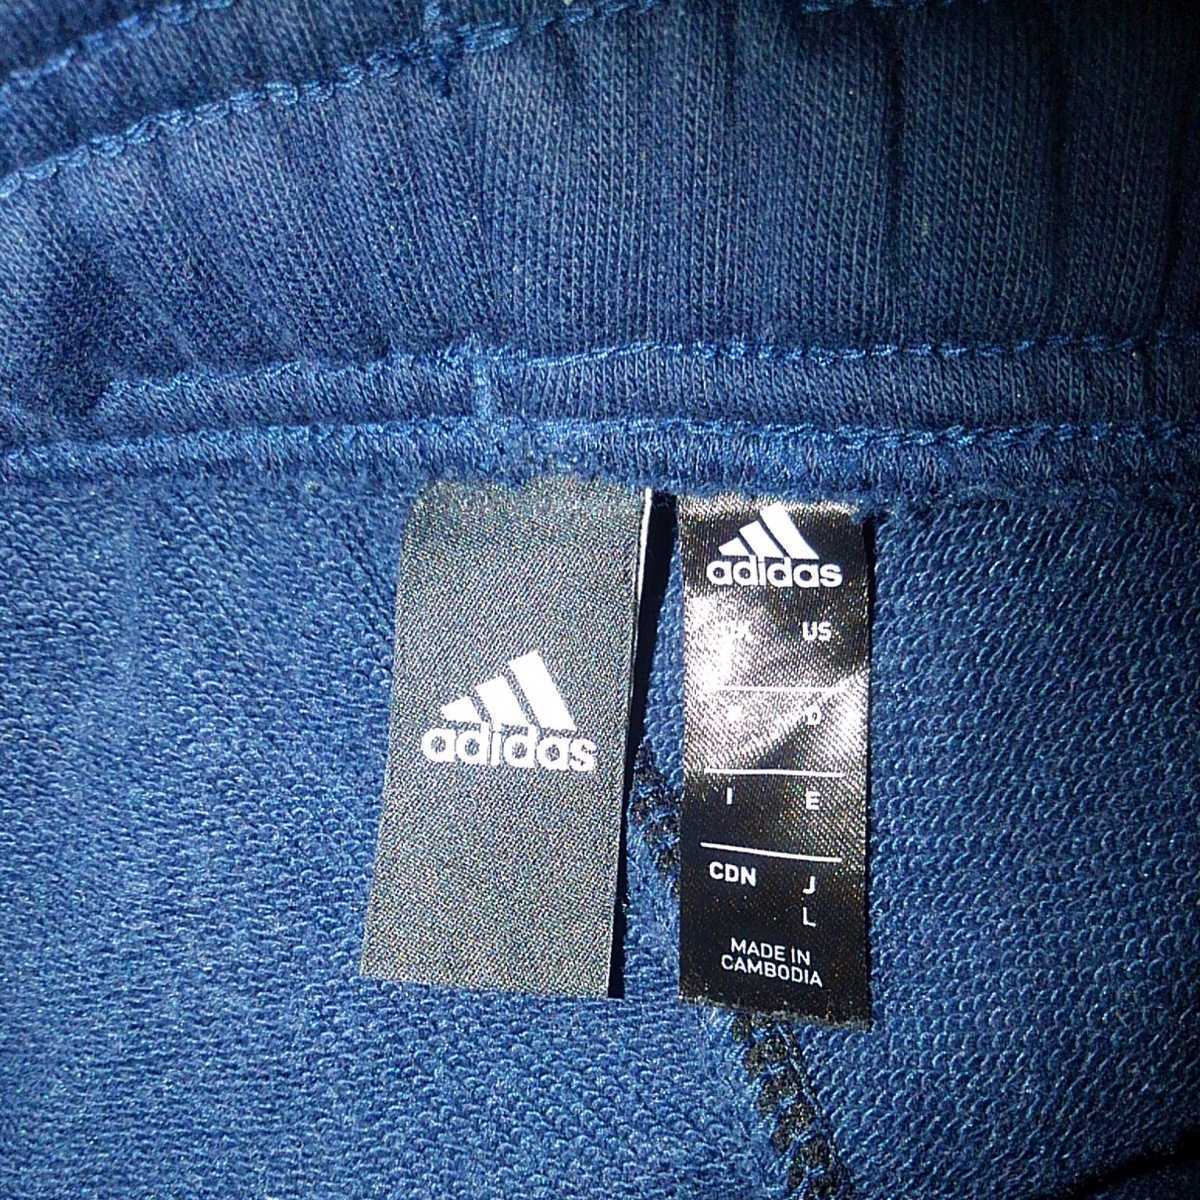 adidas
adidas
US
D
I E
CDN J
L
MADE IN
CAMBODIA